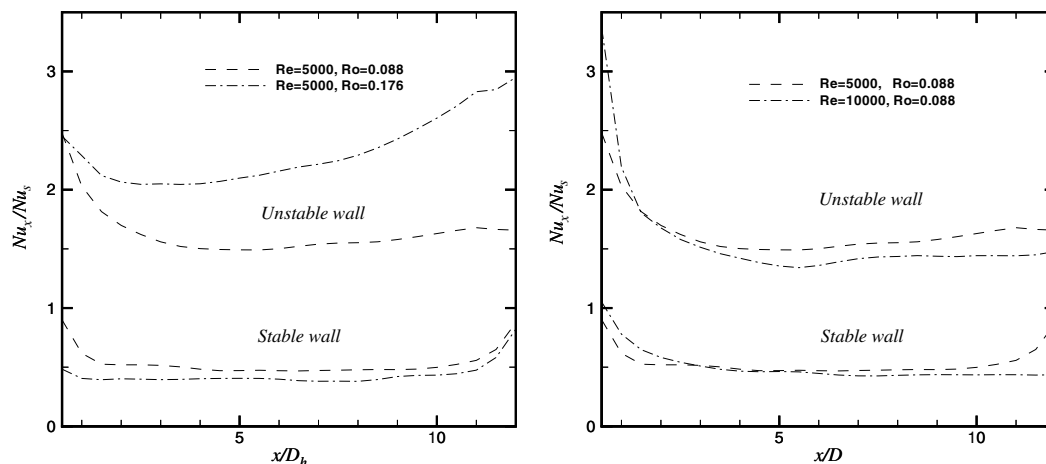 Re=5000, Ro=0.088
Re=5000, Ro=0.176
Unstable wall
Stable wall
Nu_x/Nu_s
3
2
1
0
5
10
x/D_h
Re=5000, Ro=0.088
Re=10000, Ro=0.088
Unstable wall
Stable wall
Nu_x/Nu_s
3
2
1
0
5
10
x/D